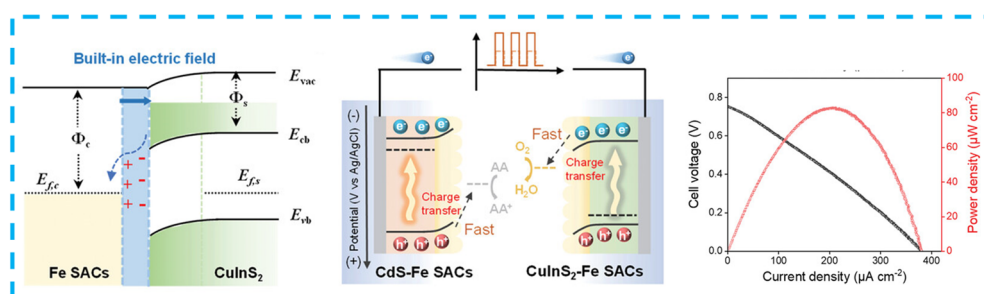 Built-in electric field
E_vac
Φ_c
Φ_s
E_cb
+ -
+ -
+ -
E_f,c
E_f,s
E_vb
Fe SACs
CuInS₂
e⁻
e⁻
Potential (V vs Ag/AgCl)
(-)
(+)
e⁻ e⁻ e⁻
Charge
transfer
h⁺ h⁺ h⁺
Fast
AA
AA⁺
O₂
H₂O
Fast
e⁻ e⁻ e⁻
Charge
transfer
h⁺ h⁺ h⁺
CdS-Fe SACs
CuInS₂-Fe SACs
Cell voltage (V)
0.8
0.6
0.4
0.2
0.0
0
100
200
300
400
Current density (μA cm⁻²)
100
80
60
40
20
0
Power density (μW cm⁻²)